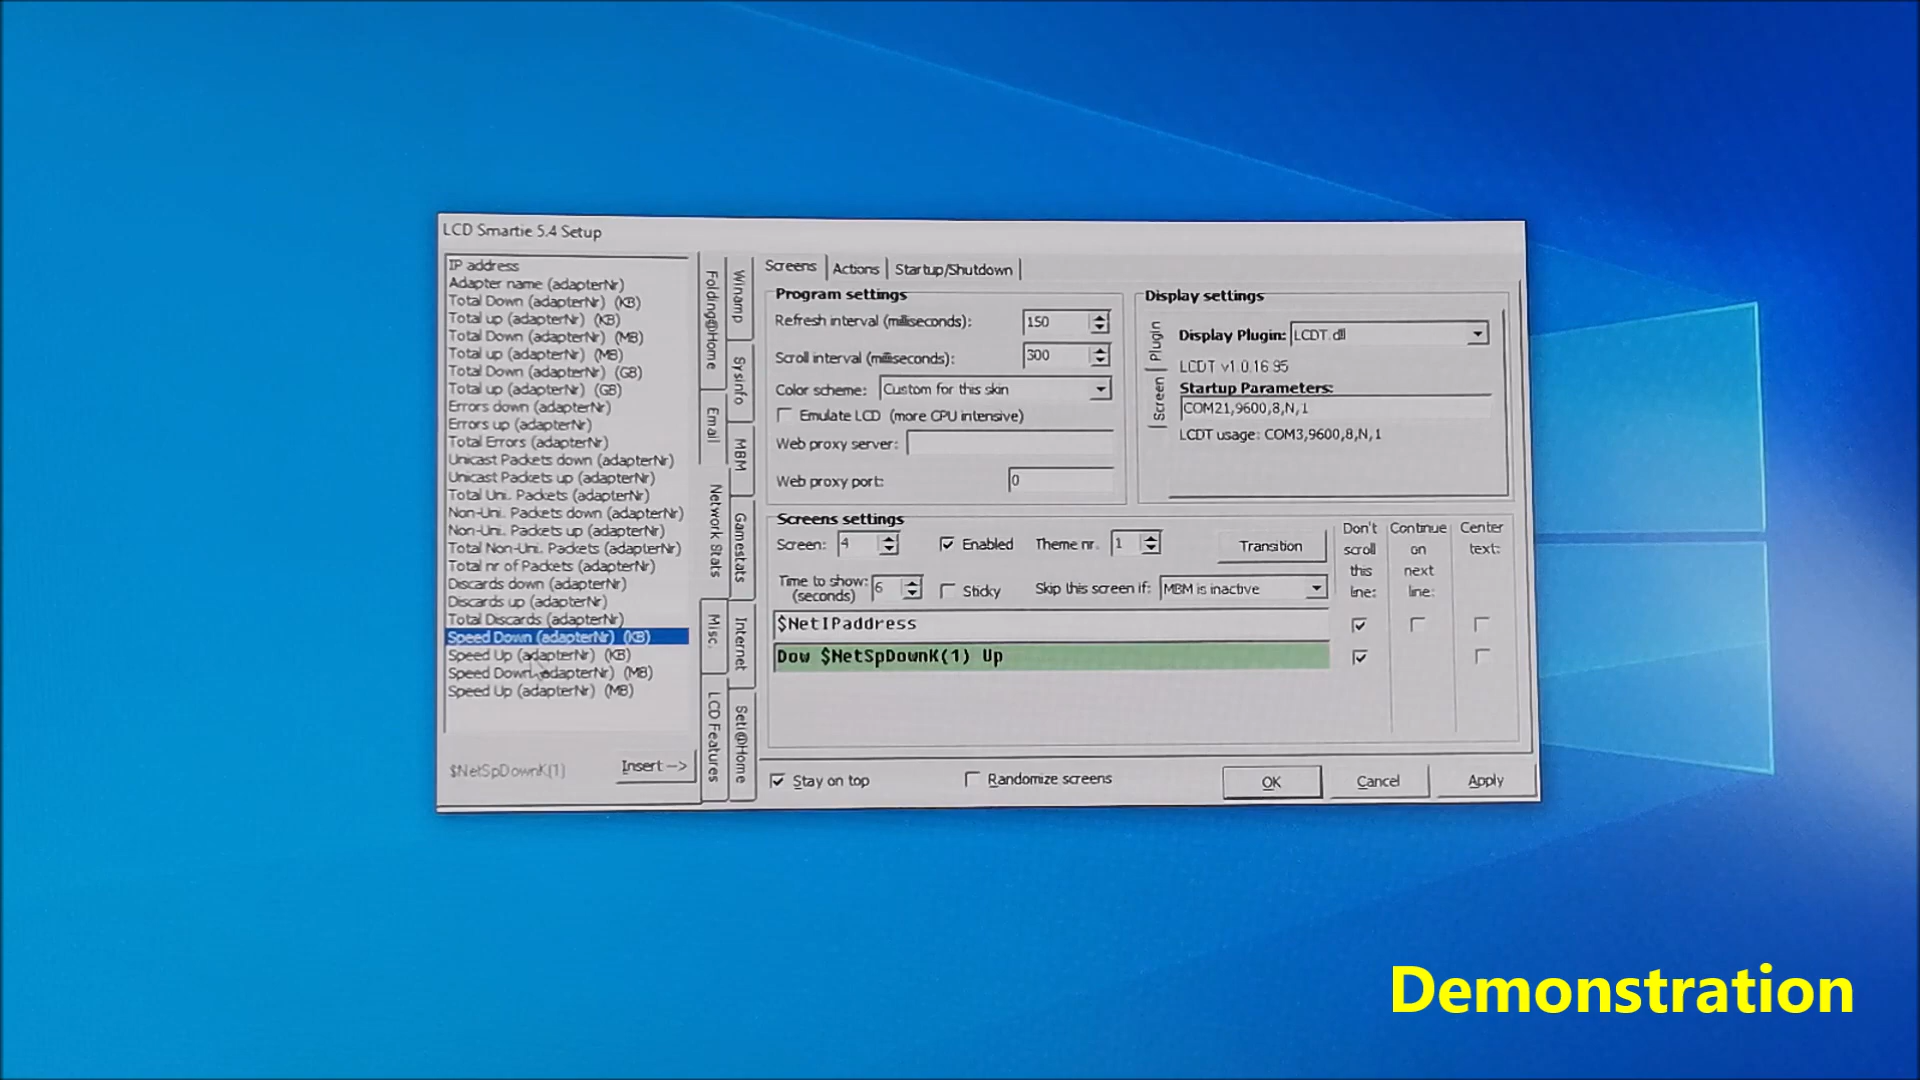 LCD Smartie 5.4 Setup
IP address
Adapter name (adapterNr)
Total Down (adapterNr) (KB)
Total up (adapterNr) (KB)
Total Down (adapterNr) (MB)
Total up (adapterNr) (MB)
Total Down (adapterNr) (GB)
Total up (adapterNr) (GB)
Errors down (adapterNr)
Errors up (adapterNr)
Total Errors (adapterNr)
Unicast Packets down (adapterNr)
Unicast Packets up (adapterNr)
Total Uni. Packets (adapterNr)
Non-Uni. Packets down (adapterNr)
Non-Uni. Packets up (adapterNr)
Total Non-Uni. Packets (adapterNr)
Total nr of Packets (adapterNr)
Discards down (adapterNr)
Discards up (adapterNr)
Total Discards (adapterNr)
Speed Down (adapterNr) (KB)
Speed Up (adapterNr) (KB)
Speed Down (adapterNr) (MB)
Speed Up (adapterNr) (MB)
$NetSpDownK(1)
Insert -->
Folding@Home
Email
Network Stats
Misc.
LCD Features
Winamp
Sysinfo
MBM
Gamestats
Internet
Seti@Home
Screens
Actions
Startup/Shutdown
Program settings
Refresh interval (milliseconds): 150
Scroll interval (milliseconds): 300
Color scheme: Custom for this skin
Emulate LCD (more CPU intensive)
Web proxy server:
Web proxy port: 0
Display settings
Plugin
Screen
Display Plugin: LCDT.dll
LCDT v1.0.16.95
Startup Parameters:
COM21,9600,8,N,1
LCDT usage: COM3,9600,8,N,1
Screens settings
Screen: 4
Enabled
Theme nr. 1
Transition
Time to show: 6
(seconds)
Sticky
Skip this screen if: MBM is inactive
Don't
scroll
this
line:
Continue
on
next
line:
Center
text:
$NetIPaddress
Dow $NetSpDownK(1) Up
Stay on top
Randomize screens
OK
Cancel
Apply
Demonstration